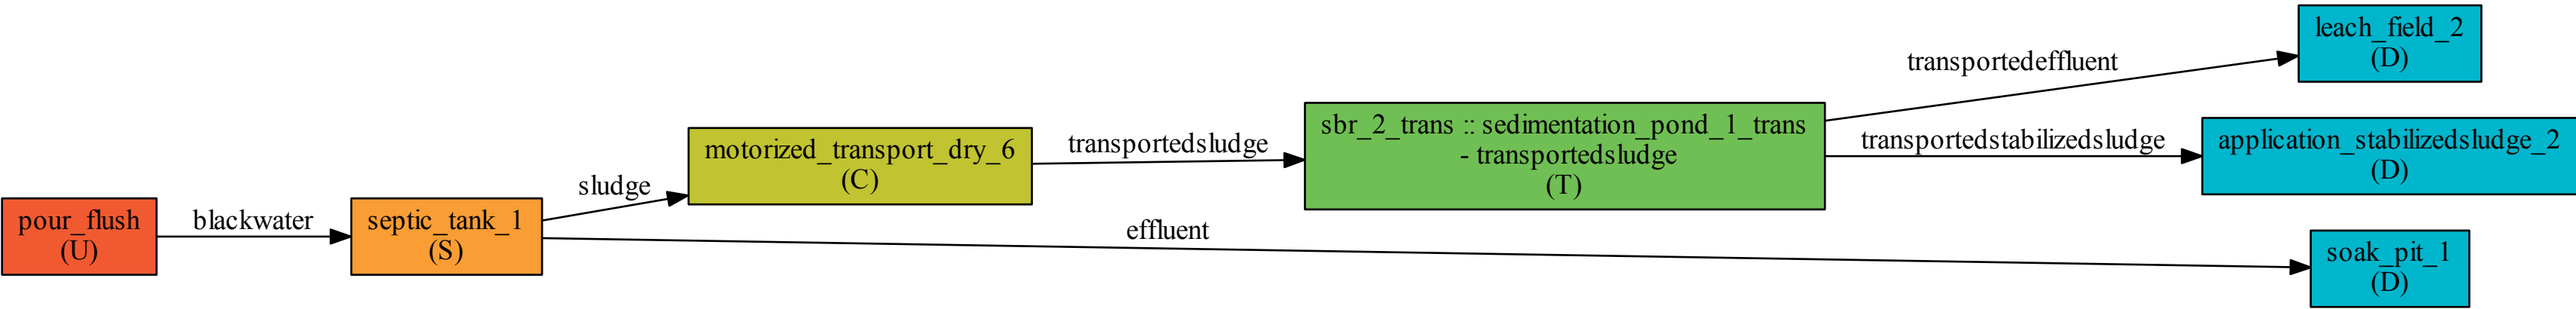 pour_flush
(U)
blackwater
septic_tank_1
(S)
sludge
effluent
motorized_transport_dry_6
(C)
transportedsludge
sbr_2_trans :: sedimentation_pond_1_trans
- transportedsludge
(T)
transportedeffluent
transportedstabilizedsludge
leach_field_2
(D)
application_stabilizedsludge_2
(D)
soak_pit_1
(D)